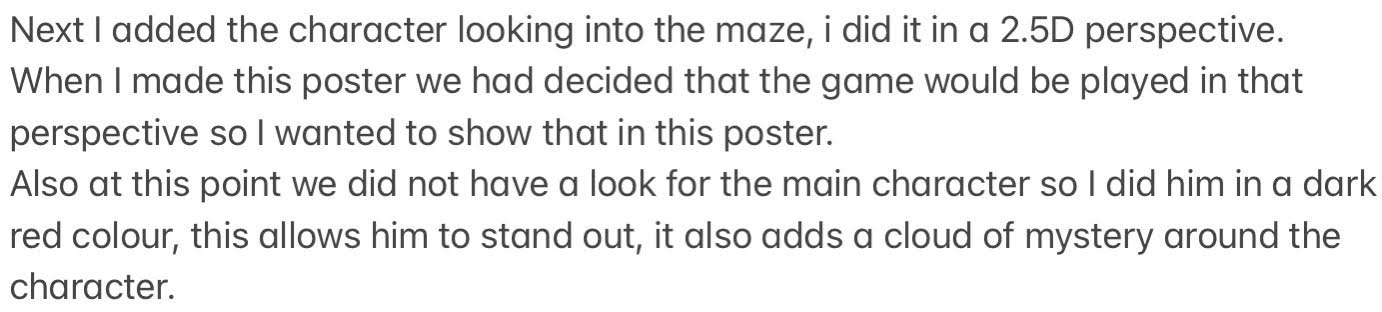 Next I added the character looking into the maze, i did it in a 2.5D perspective.
When I made this poster we had decided that the game would be played in that
perspective so I wanted to show that in this poster.
Also at this point we did not have a look for the main character so I did him in a dark
red colour, this allows him to stand out, it also adds a cloud of mystery around the
character.